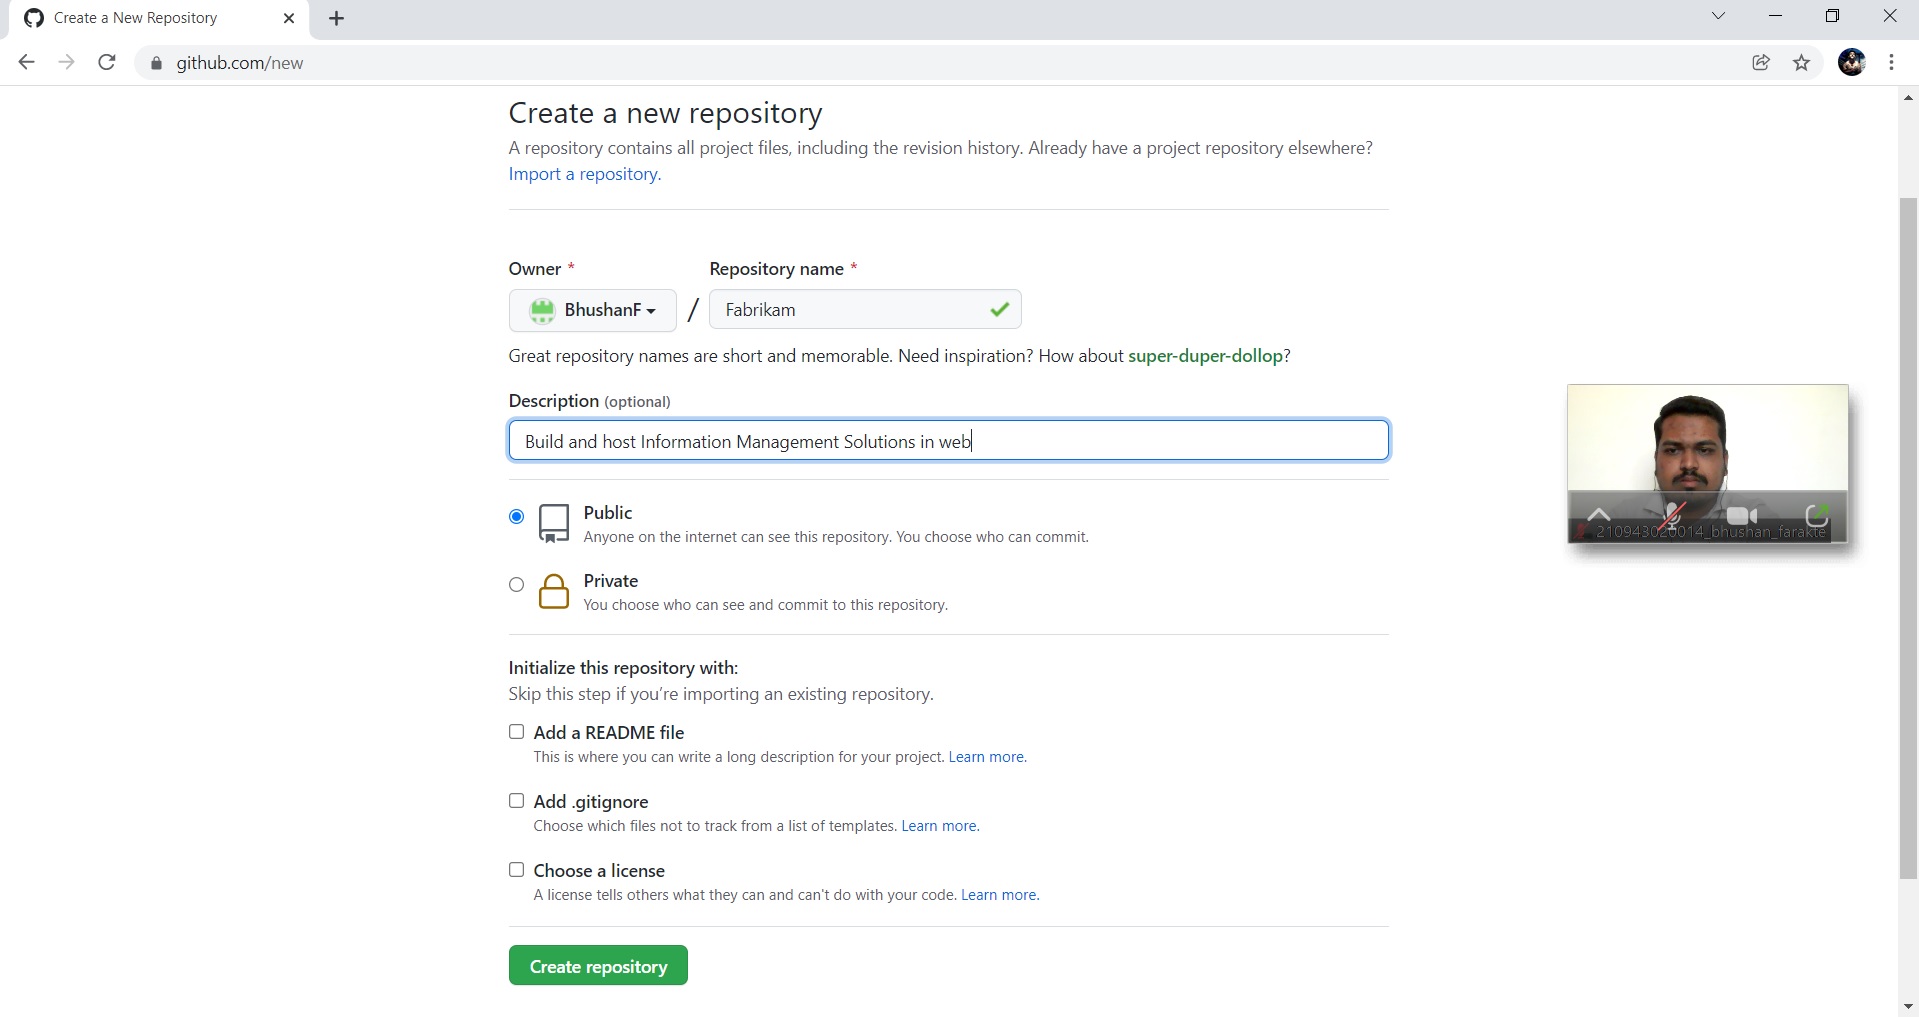 Create a New Repository
github.com/new
Create a new repository
A repository contains all project files, including the revision history. Already have a project repository elsewhere?
Import a repository.
Owner *
Repository name *
BhushanF
/
Fabrikam
Great repository names are short and memorable. Need inspiration? How about super-duper-dollop?
Description (optional)
Build and host Information Management Solutions in web
Public
Anyone on the internet can see this repository. You choose who can commit.
Private
You choose who can see and commit to this repository.
210943020014_bhushan_farakte
Initialize this repository with:
Skip this step if you're importing an existing repository.
Add a README file
This is where you can write a long description for your project. Learn more.
Add .gitignore
Choose which files not to track from a list of templates. Learn more.
Choose a license
A license tells others what they can and can't do with your code. Learn more.
Create repository